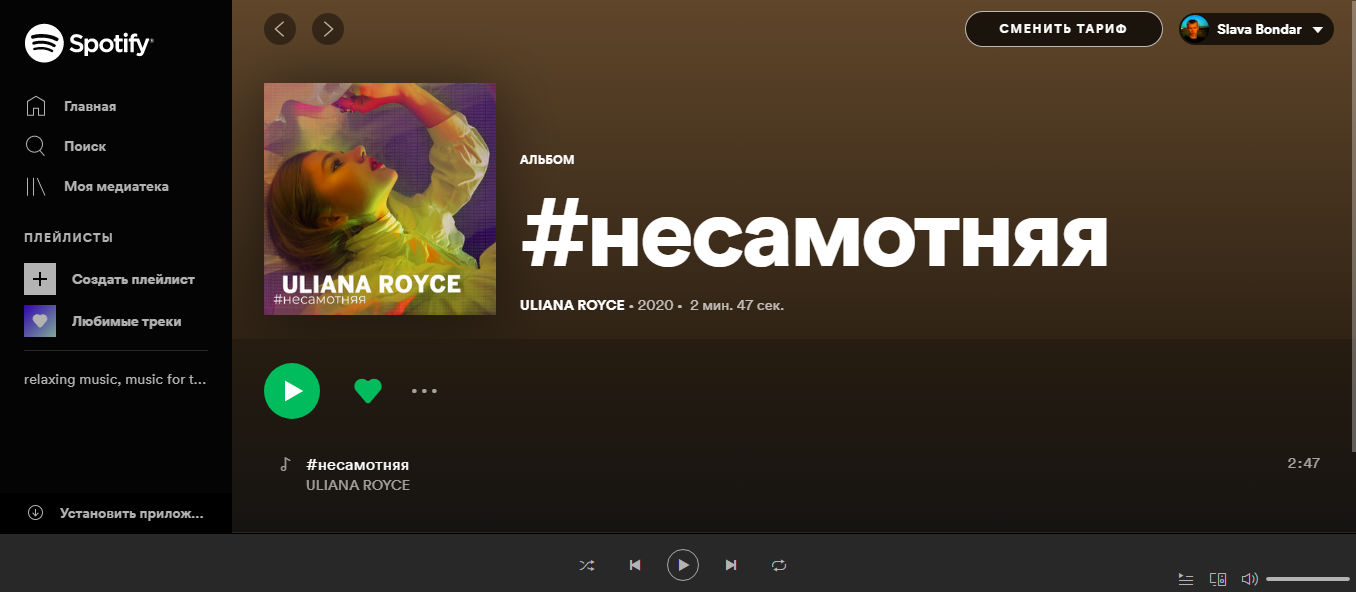 Spotify
Главная
Поиск
Моя медиатека
ПЛЕЙЛИСТЫ
Создать плейлист
Любимые треки
relaxing music, music for t...
Установить прилож...
СМЕНИТЬ ТАРИФ
Slava Bondar
ULIANA ROYCE
#несамотняя
АЛЬБОМ
#несамотняя
ULIANA ROYCE • 2020 • 2 мин. 47 сек.
#несамотняя
2:47
ULIANA ROYCE